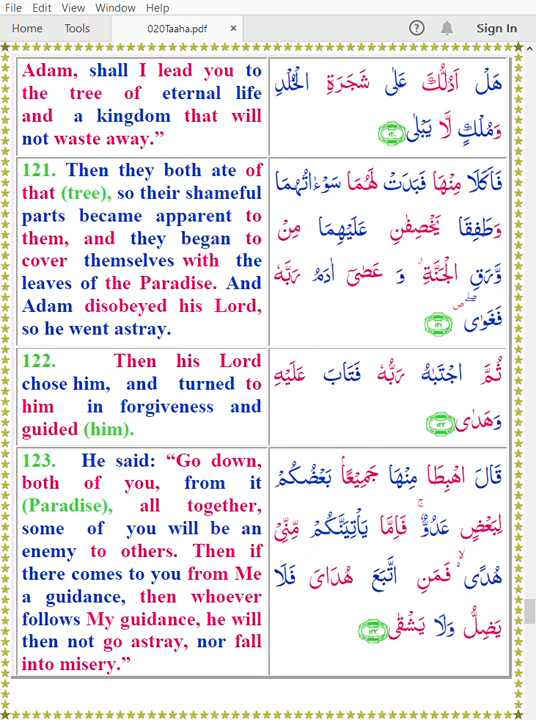 File Edit View Window Help
Home Tools 020Taaha.pdf × Sign In
Adam, shall I lead you to
the tree of eternal life
and a kingdom that will
not waste away.”
هَلْ اَدُلُّكَ عَلٰى شَجَرَةِ الْخُلْدِ
وَمُلْكٍ لَّا يَبْلٰى ﴿۱۲۰﴾
121. Then they both ate of
that (tree), so their shameful
parts became apparent to
them, and they began to
cover themselves with the
leaves of the Paradise. And
Adam disobeyed his Lord,
so he went astray.
فَاَكَلَا مِنْهَا فَبَدَتْ لَهُمَا سَوْاٰتُهُمَا
وَطَفِقَا يَخْصِفٰنِ عَلَيْهِمَا مِنْ
وَّرَقِ الْجَنَّةِ ۚ وَ عَصٰۤى اٰدَمُ رَبَّهٗ
فَغَوٰى ۖ ﴿۱۲۱﴾
122. Then his Lord
chose him, and turned to
him in forgiveness and
guided (him).
ثُمَّ اجْتَبٰهُ رَبُّهٗ فَتَابَ عَلَيْهِ
وَهَدٰى ﴿۱۲۲﴾
123. He said: “Go down,
both of you, from it
(Paradise), all together,
some of you will be an
enemy to others. Then if
there comes to you from Me
a guidance, then whoever
follows My guidance, he will
then not go astray, nor fall
into misery.”
قَالَ اهْبِطَا مِنْهَا جَمِيْعًا ۢ بَعْضُكُمْ
لِبَعْضٍ عَدُوٌّ ۚ فَاِمَّا يَاْتِيَنَّكُمْ مِّنِّيْ
هُدًى ۙ فَمَنِ اتَّبَعَ هُدَايَ فَلَا
يَضِلُّ وَلَا يَشْقٰى ﴿۱۲۳﴾